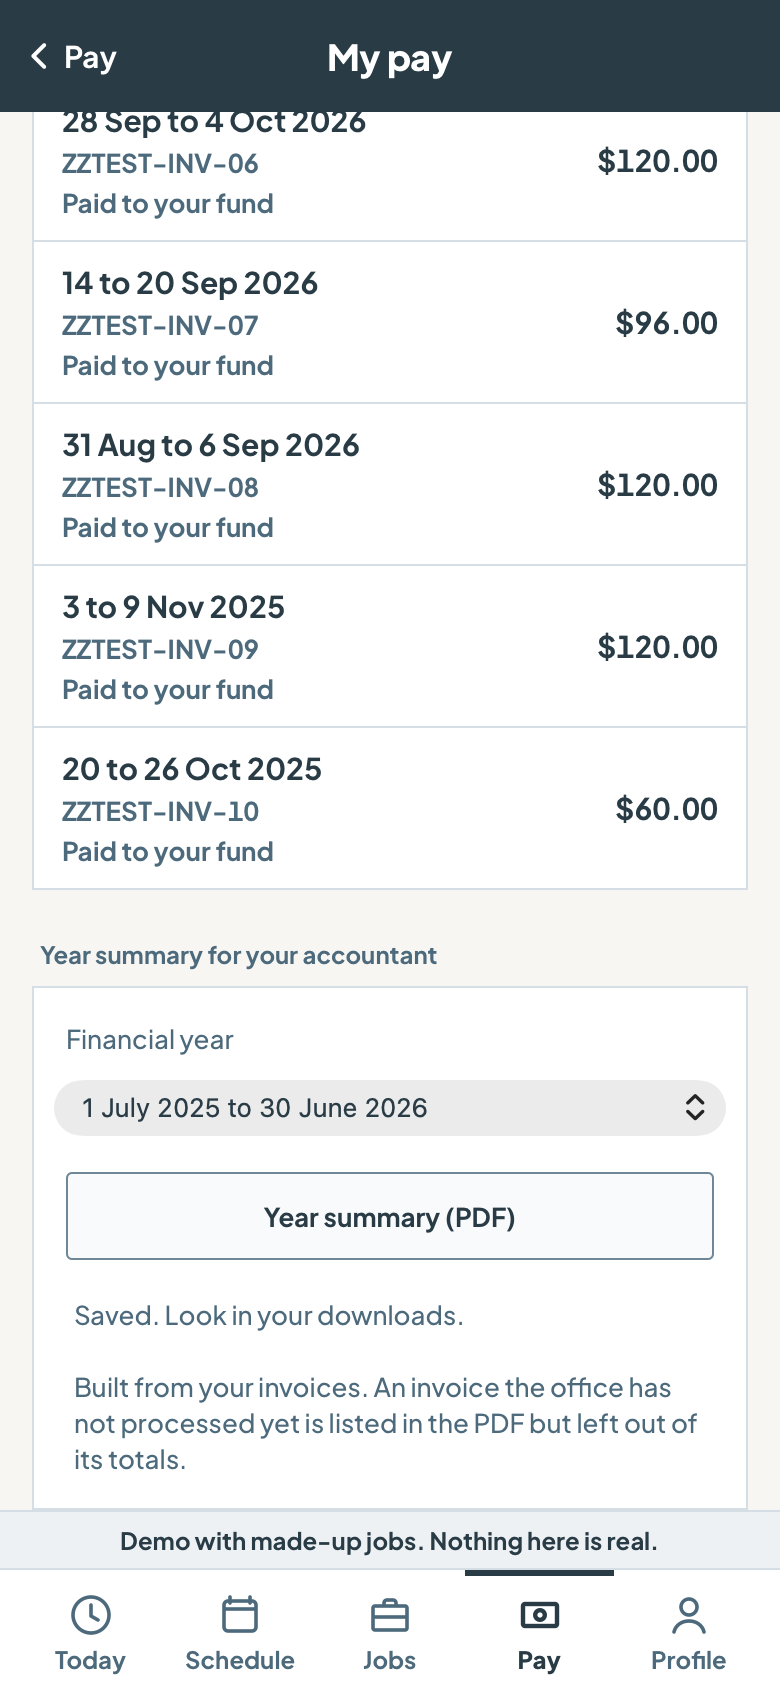 Pay
My pay
28 Sep to 4 Oct 2026
ZZTEST-INV-06
$120.00
Paid to your fund
14 to 20 Sep 2026
ZZTEST-INV-07
$96.00
Paid to your fund
31 Aug to 6 Sep 2026
ZZTEST-INV-08
$120.00
Paid to your fund
3 to 9 Nov 2025
ZZTEST-INV-09
$120.00
Paid to your fund
20 to 26 Oct 2025
ZZTEST-INV-10
$60.00
Paid to your fund
Year summary for your accountant
Financial year
1 July 2025 to 30 June 2026
Year summary (PDF)
Saved. Look in your downloads.
Built from your invoices. An invoice the office has
not processed yet is listed in the PDF but left out of
its totals.
Demo with made-up jobs. Nothing here is real.
Today
Schedule
Jobs
Pay
Profile